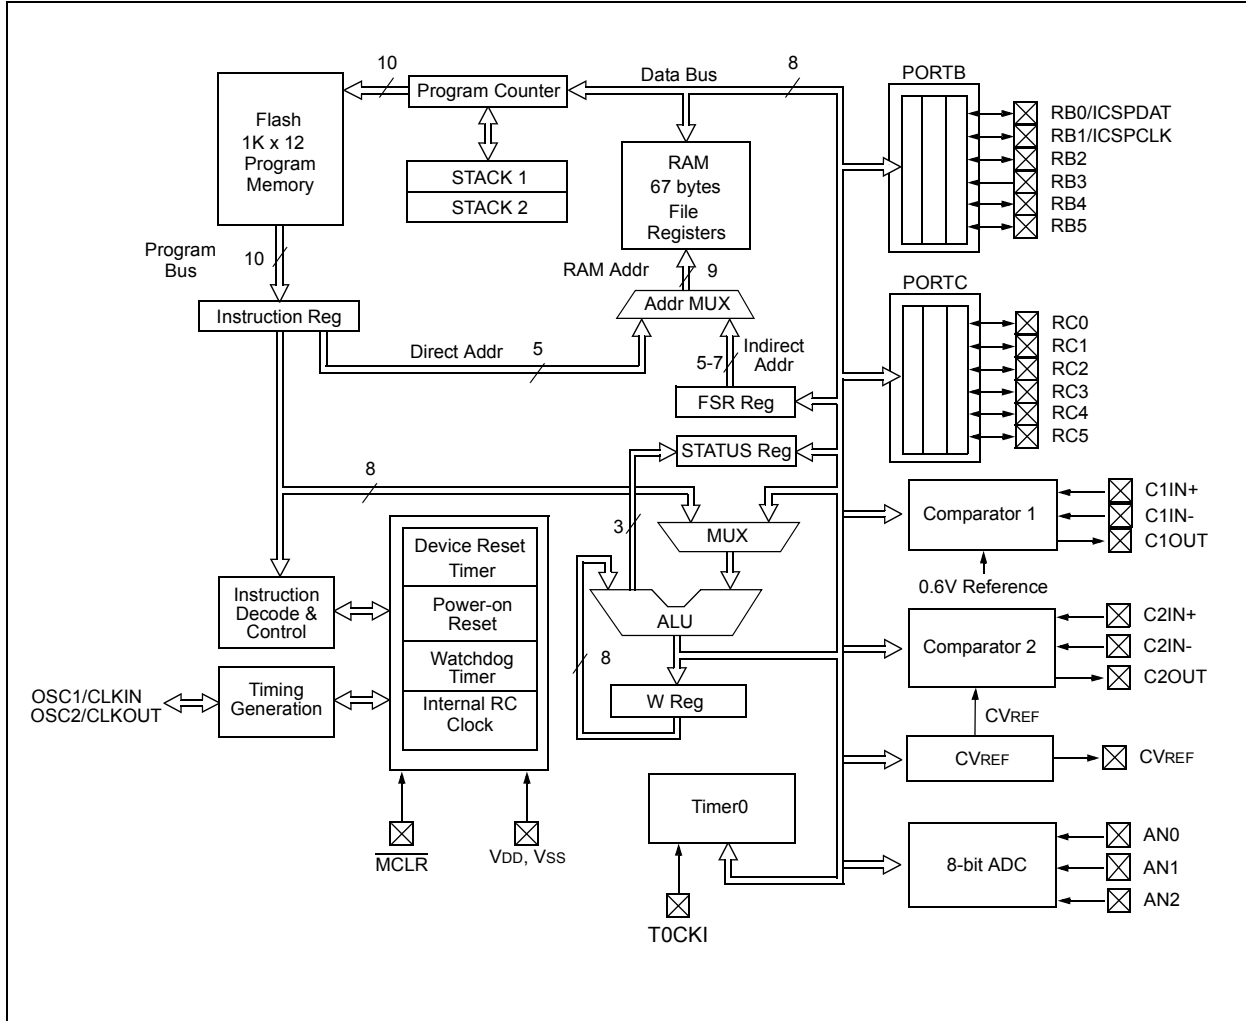 10
Data Bus
8
Flash
1K x 12
Program
Memory
Program Counter
STACK 1
STACK 2
RAM
67 bytes
File
Registers
PORTB
RB0/ICSPDAT
RB1/ICSPCLK
RB2
RB3
RB4
RB5
Program
Bus
10
RAM Addr
9
Addr MUX
Instruction Reg
Direct Addr
5
5-7
Indirect
Addr
FSR Reg
STATUS Reg
PORTC
RC0
RC1
RC2
RC3
RC4
RC5
8
3
MUX
ALU
8
W Reg
Comparator 1
C1IN+
C1IN-
C1OUT
0.6V Reference
Device Reset
Timer
Power-on
Reset
Watchdog
Timer
Internal RC
Clock
Instruction
Decode &
Control
Timing
Generation
OSC1/CLKIN
OSC2/CLKOUT
MCLR
VDD, VSS
Comparator 2
C2IN+
C2IN-
C2OUT
CVREF
CVREF
CVREF
Timer0
T0CKI
8-bit ADC
AN0
AN1
AN2